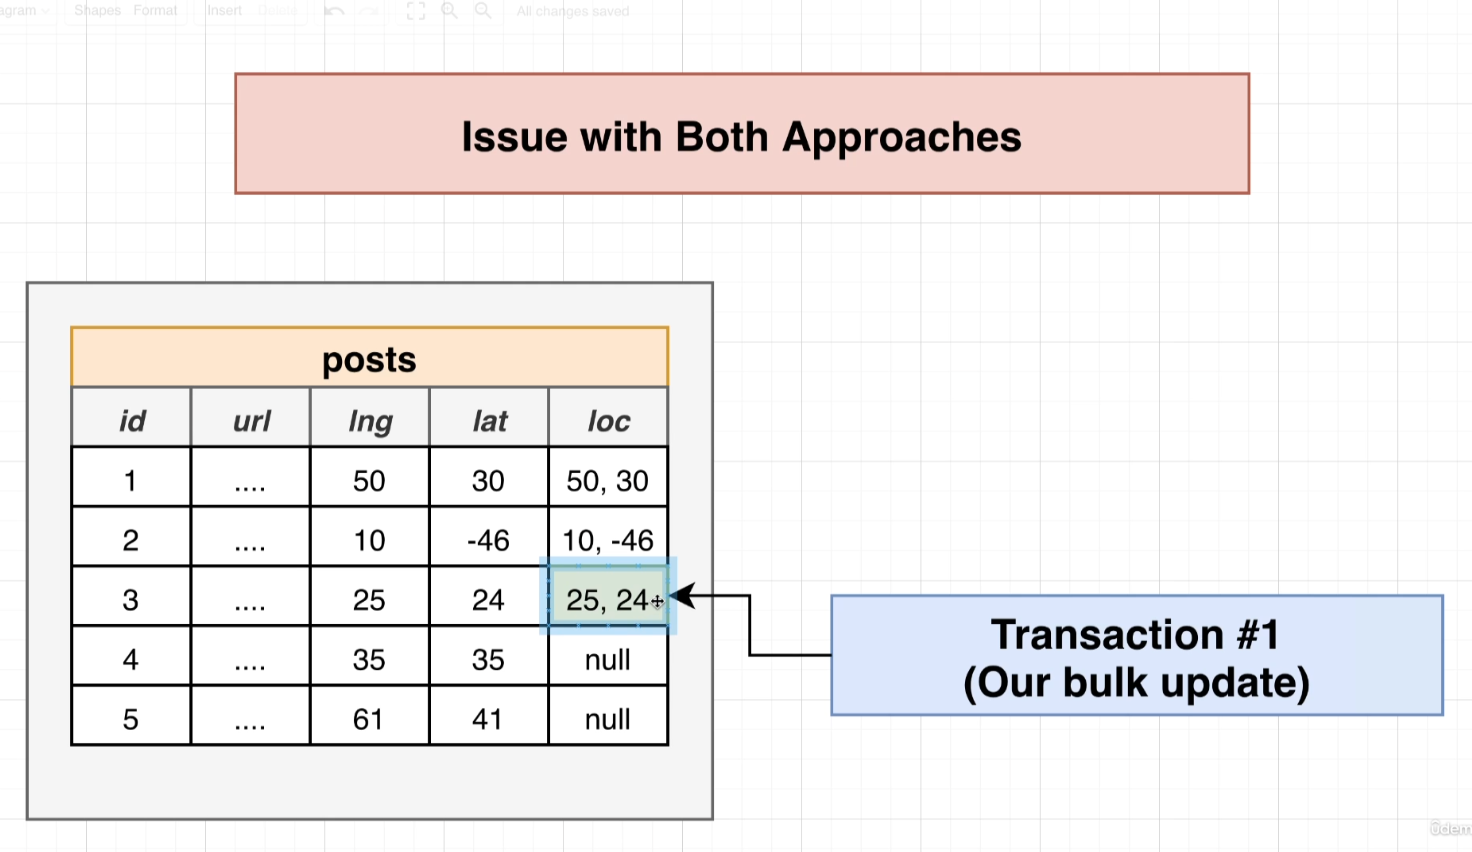 agram Shapes Format Insert Delete All changes saved
Issue with Both Approaches
posts
id url lng lat loc
1 .... 50 30 50, 30
2 .... 10 -46 10, -46
3 .... 25 24 25, 24
4 .... 35 35 null
5 .... 61 41 null
Transaction #1
(Our bulk update)
ûdem